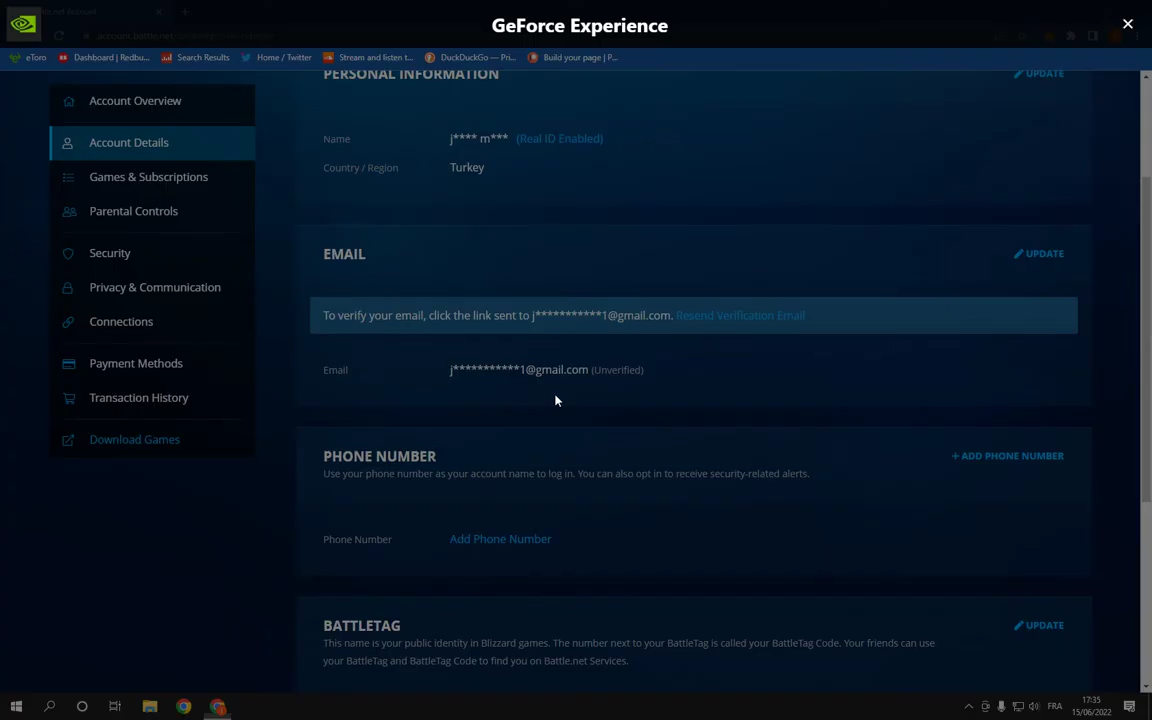 GeForce Experience
eToro
Dashboard | Redbu...
Search Results
Home / Twitter
Stream and listen t...
DuckDuckGo — Pri...
Build your page | P...
PERSONAL INFORMATION
UPDATE
Account Overview
Account Details
Games & Subscriptions
Parental Controls
Security
Privacy & Communication
Connections
Payment Methods
Transaction History
Download Games
Name j**** m*** (Real ID Enabled)
Country / Region Turkey
EMAIL
UPDATE
To verify your email, click the link sent to j***********1@gmail.com. Resend Verification Email
Email j***********1@gmail.com (Unverified)
PHONE NUMBER
+ ADD PHONE NUMBER
Use your phone number as your account name to log in. You can also opt in to receive security-related alerts.
Phone Number Add Phone Number
BATTLETAG
UPDATE
This name is your public identity in Blizzard games. The number next to your BattleTag is called your BattleTag Code. Your friends can use
your BattleTag and BattleTag Code to find you on Battle.net Services.
FRA
17:35
15/06/2022